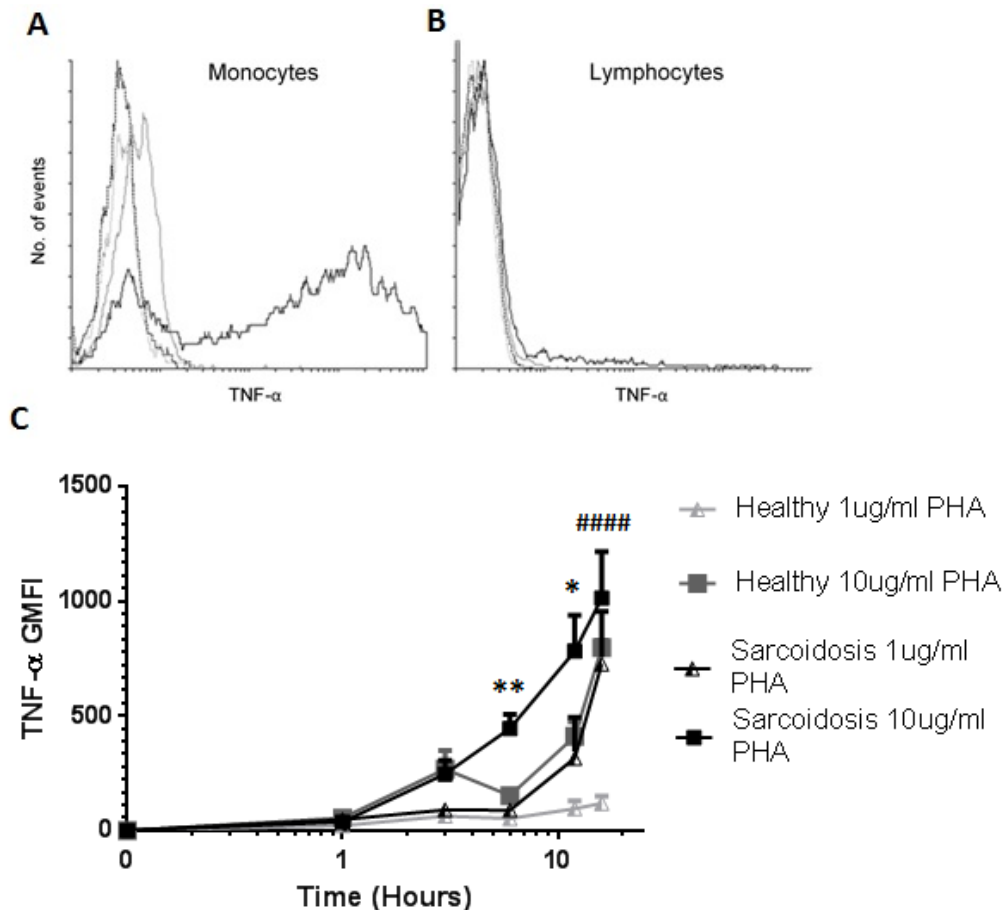 A
B
Monocytes
Lymphocytes
No. of events
TNF-α
TNF-α
C
1500
1000
500
0
TNF-α GMFI
0
1
10
Time (Hours)
**
*
####
Healthy 1ug/ml PHA
Healthy 10ug/ml PHA
Sarcoidosis 1ug/ml
PHA
Sarcoidosis 10ug/ml
PHA